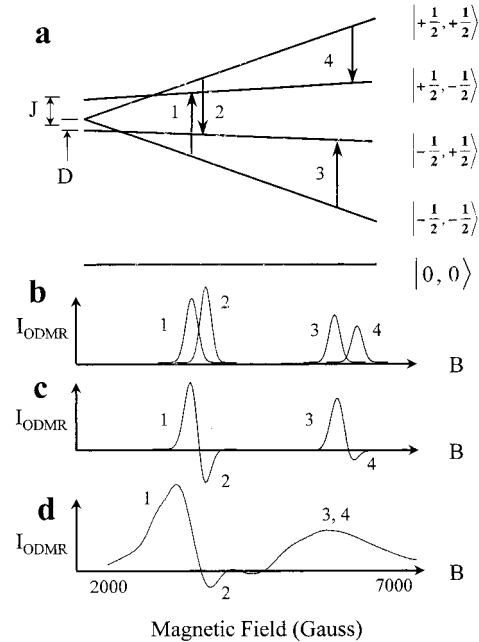 a
|+1/2,+1/2⟩
4
|+1/2,-1/2⟩
J
1
2
D
|-1/2,+1/2⟩
3
|-1/2,-1/2⟩
|0, 0⟩
b
1
2
3
4
I_ODMR
B
c
1
3
I_ODMR
B
2
4
d
1
3, 4
I_ODMR
B
2000
2
7000
Magnetic Field (Gauss)